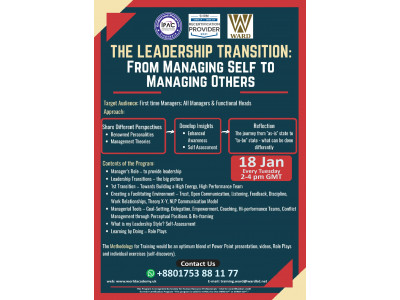 IPAC
SHRM
RECERTIFICATION
PROVIDER
WARD
THE LEADERSHIP TRANSITION:
FROM MANAGING SELF TO
MANAGING OTHERS
Target Audience: First time Managers; All Managers & Functional Heads
Approach:
Share Different Perspectives
• Renowned Personalities
• Management Theories
Develop Insights
• Enhanced
Awareness
• Self Assessment
Reflection
The journey from "as-is" state to
"to-be" state - what can be done
differently
18 Jan
Every Tuesday
2-4 pm GMT
Contents of the Program
• Manager's Role – to provide leadership
• Leadership Transitions – the big picture
• 1st Transition – Towards Building a High Energy, High Performance Team
• Creating a Facilitating Environment – Trust, Open Communication, Listening, Feedback, Discipline,
Work Relationships, Theory X-Y, NLP Communication Model
• Managerial Tools – Goal Setting, Delegation, Empowerment, Coaching, Hi-performance Teams, Conflict
Management through Perceptual Positions & Re-framing
• What is my Leadership Style? Self-Assessment
• Learning by Doing – Role Plays
The Methodology for Training would be an optimum blend of Power Point presentation, videos, Role Plays
and individual exercises (self-discovery).
Contact Us
+8801753 88 11 77